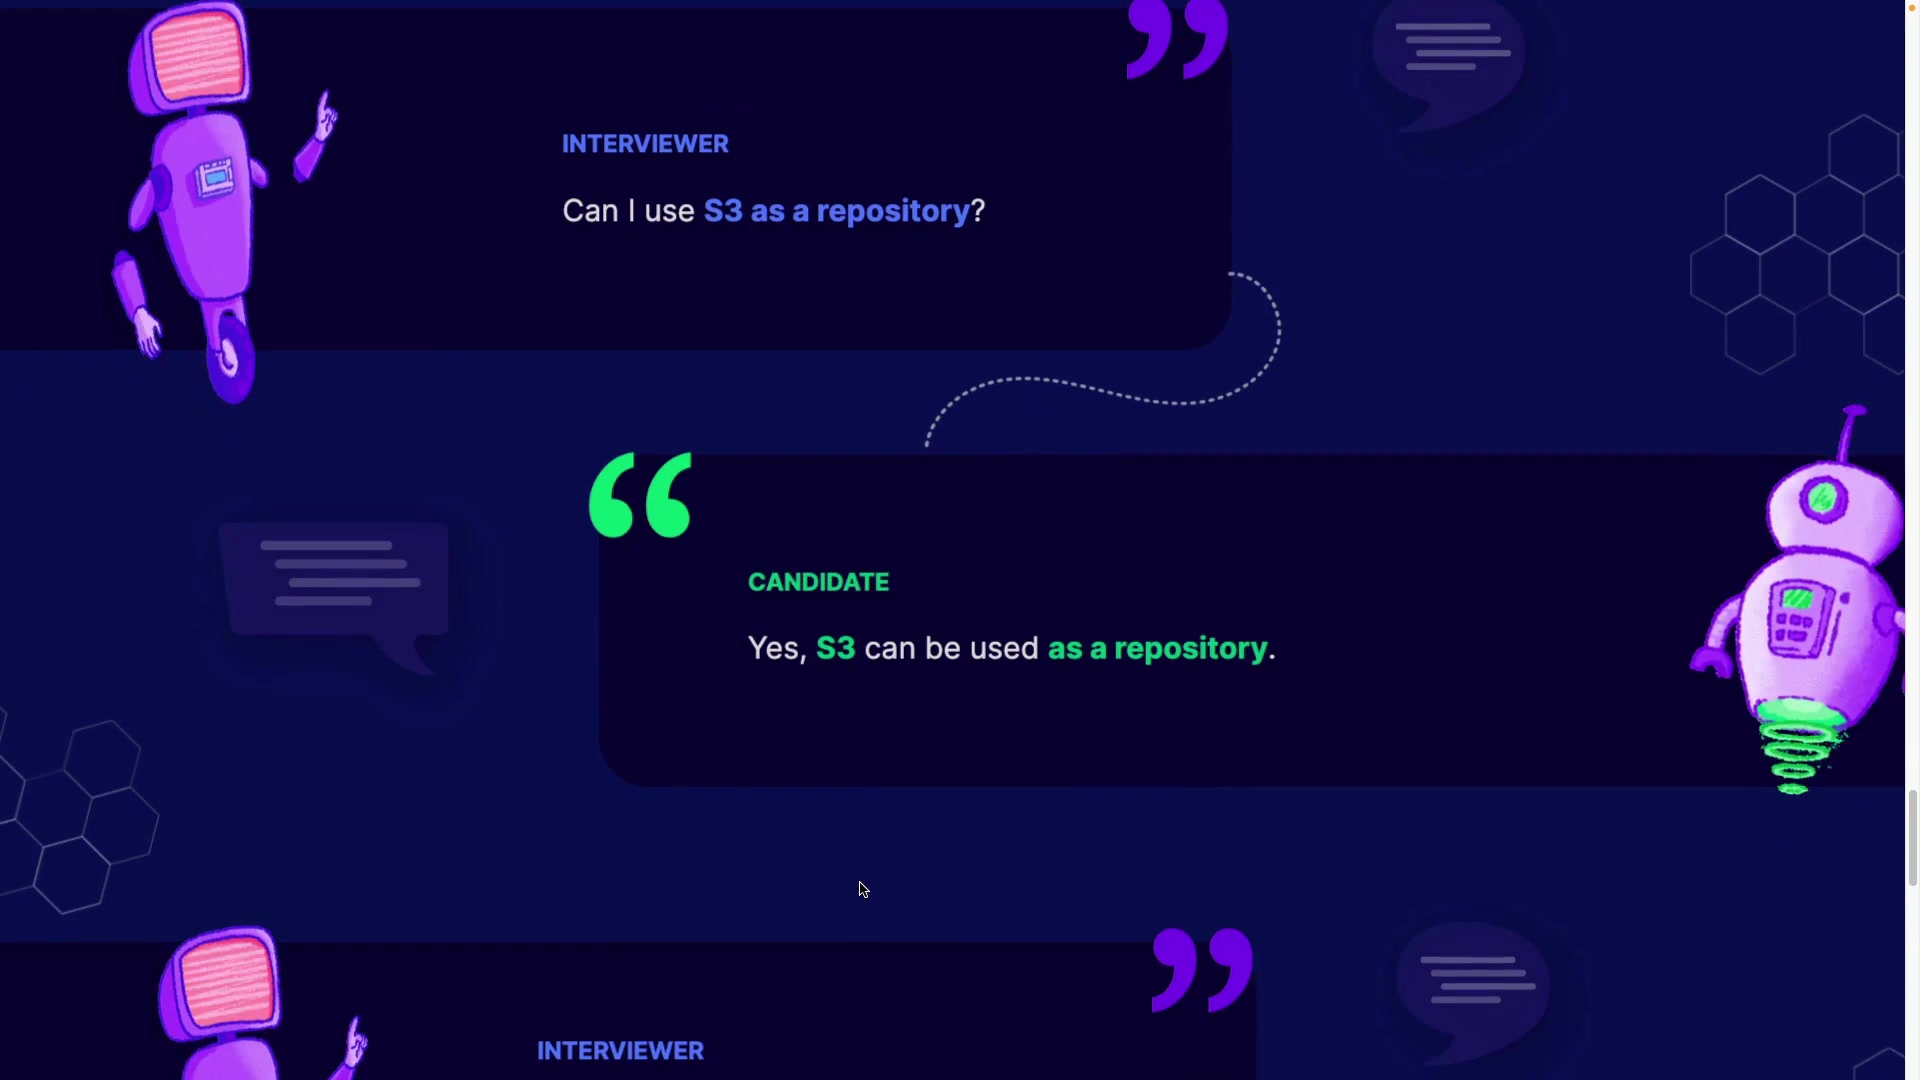 INTERVIEWER
Can I use S3 as a repository?
CANDIDATE
Yes, S3 can be used as a repository.
INTERVIEWER